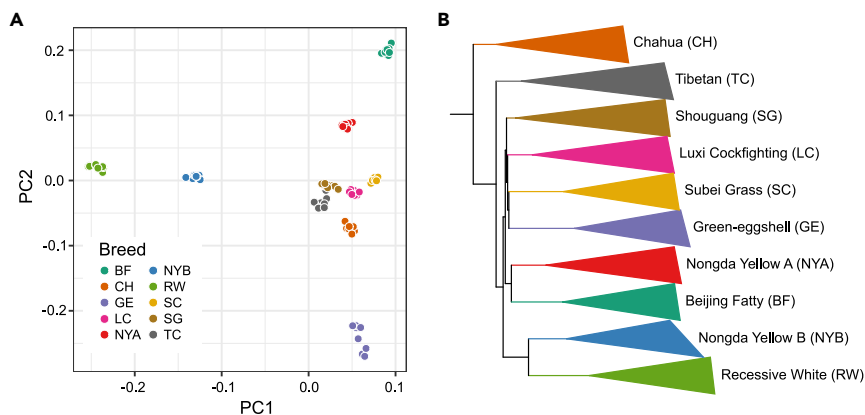 A
PC2
0.2
0.1
0.0
-0.1
-0.2
-0.2
-0.1
0.0
0.1
PC1
Breed
BF NYB
CH RW
GE SC
LC SG
NYA TC
B
Chahua (CH)
Tibetan (TC)
Shouguang (SG)
Luxi Cockfighting (LC)
Subei Grass (SC)
Green-eggshell (GE)
Nongda Yellow A (NYA)
Beijing Fatty (BF)
Nongda Yellow B (NYB)
Recessive White (RW)